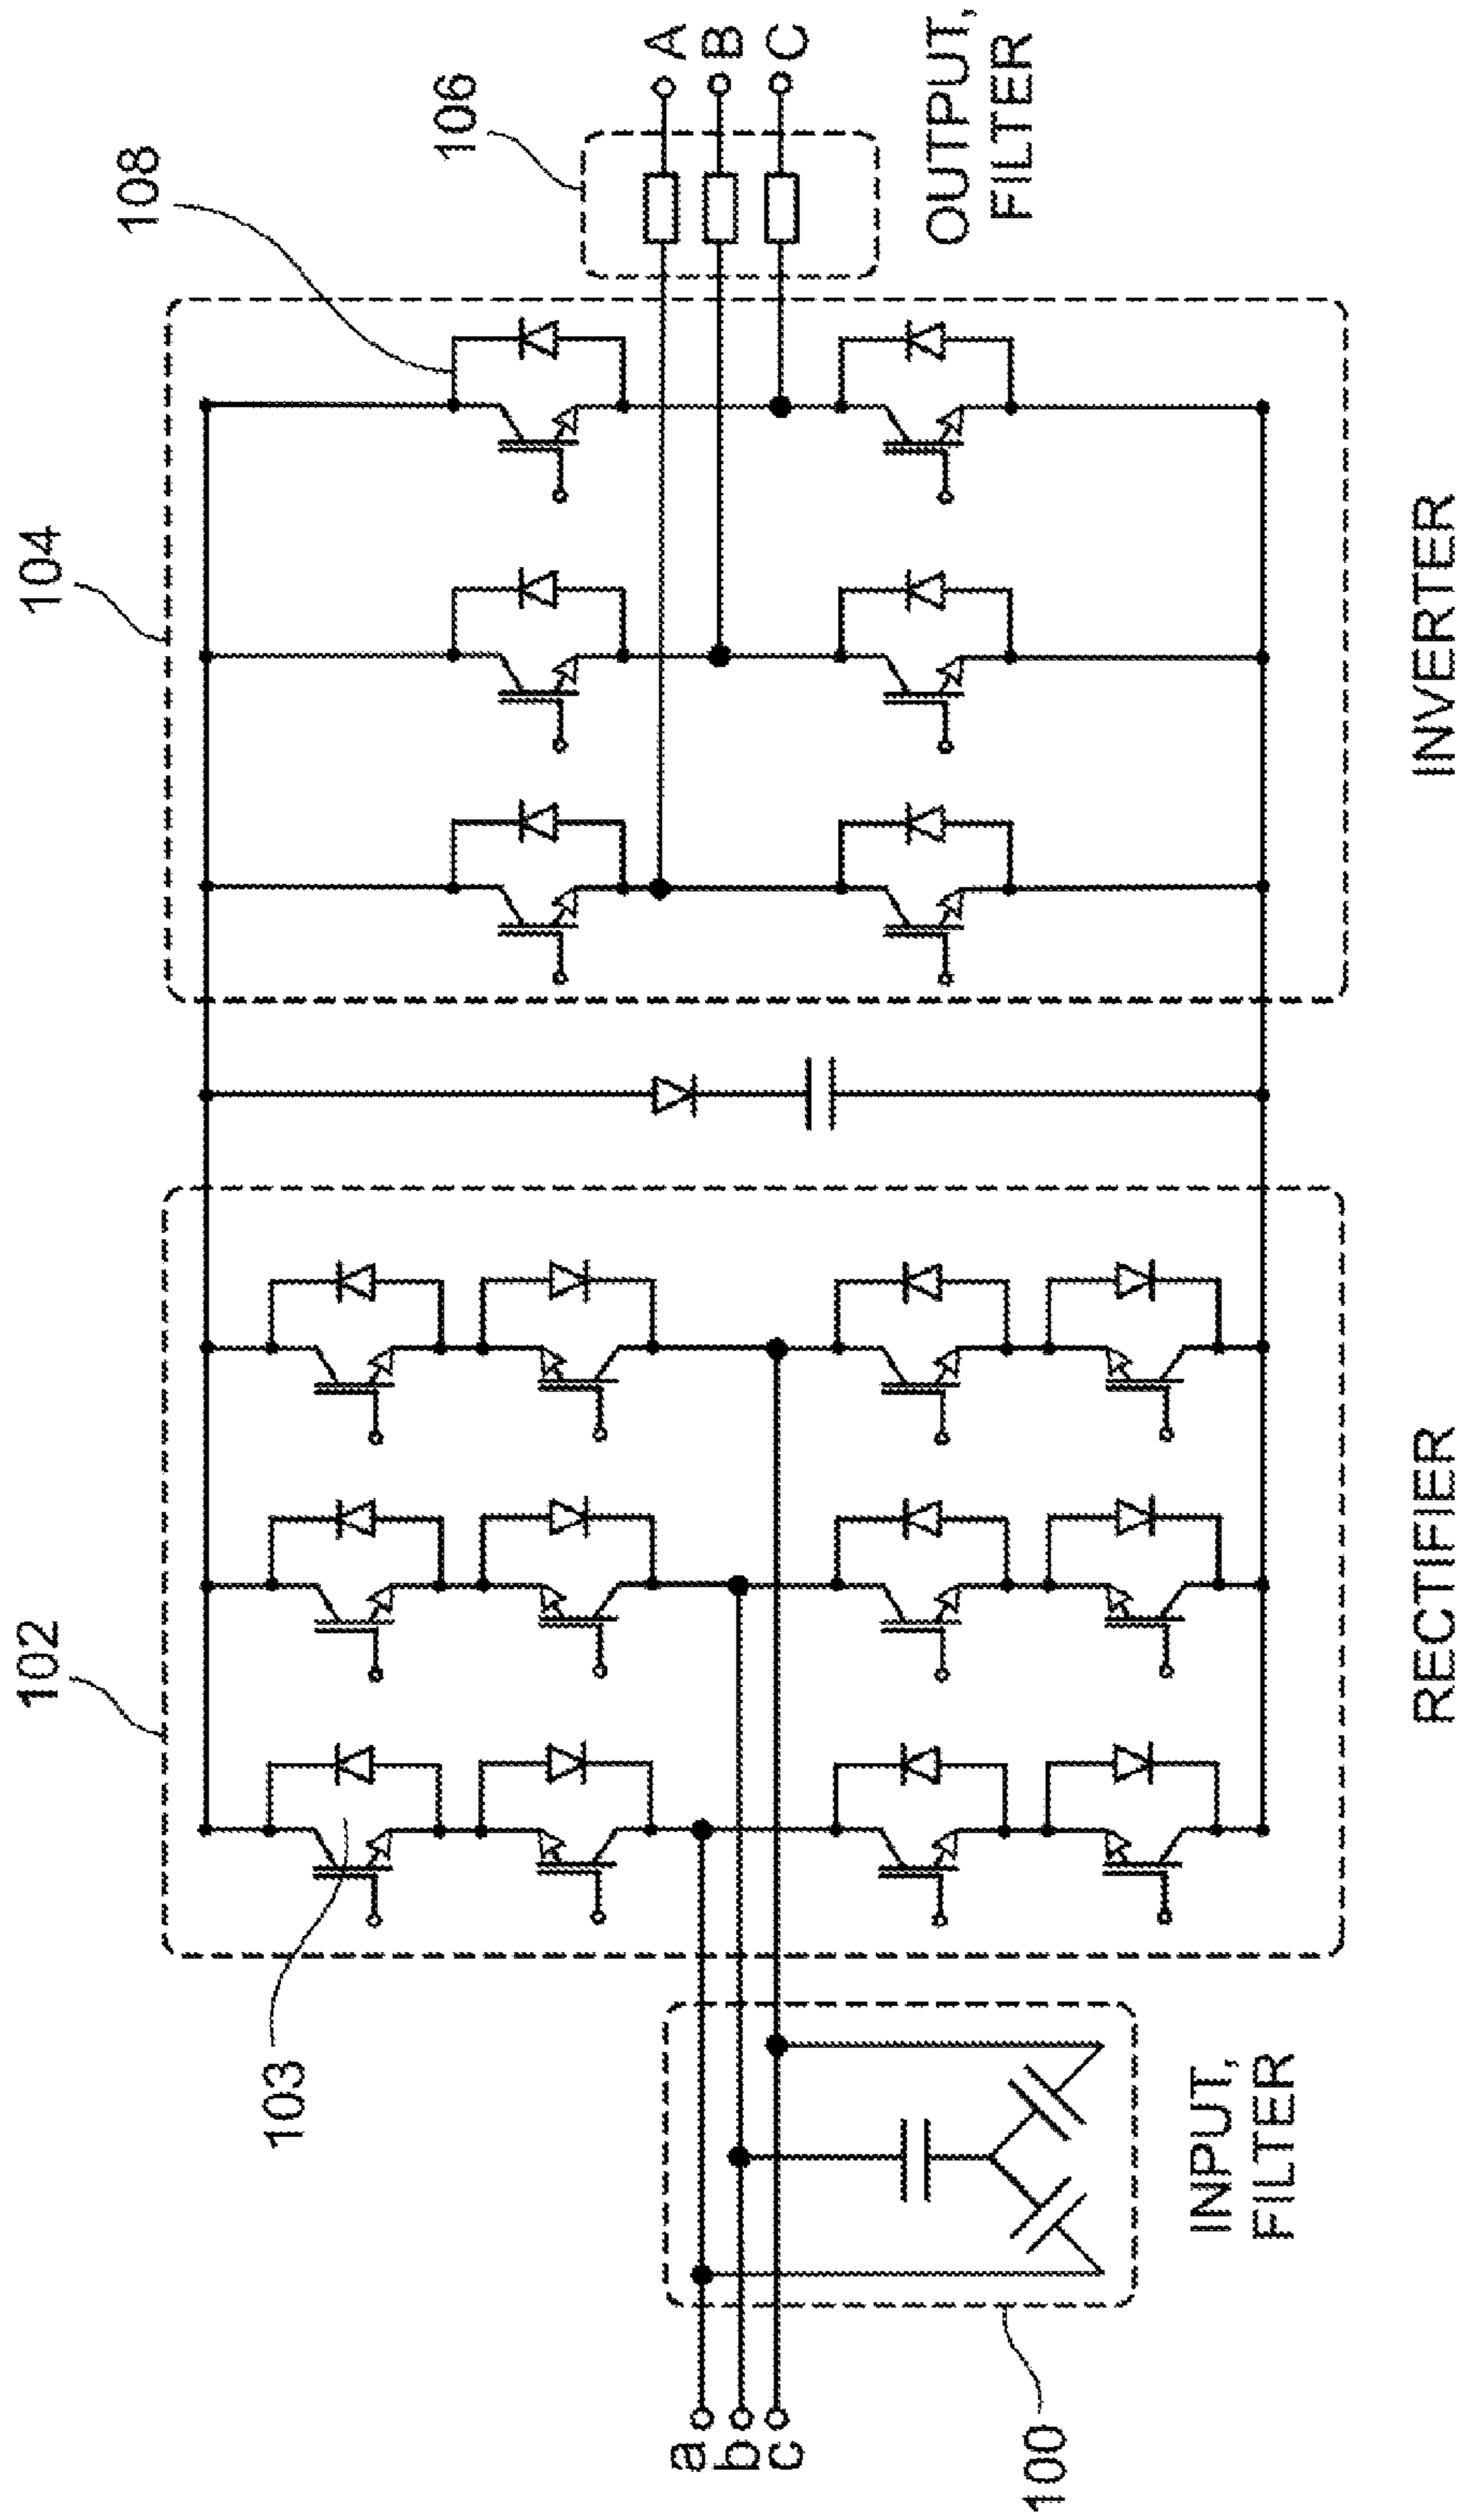 102
104
108
106
103
a
b
c
A
B
C
100
INPUT,
FILTER
RECTIFIER
INVERTER
OUTPUT,
FILTER